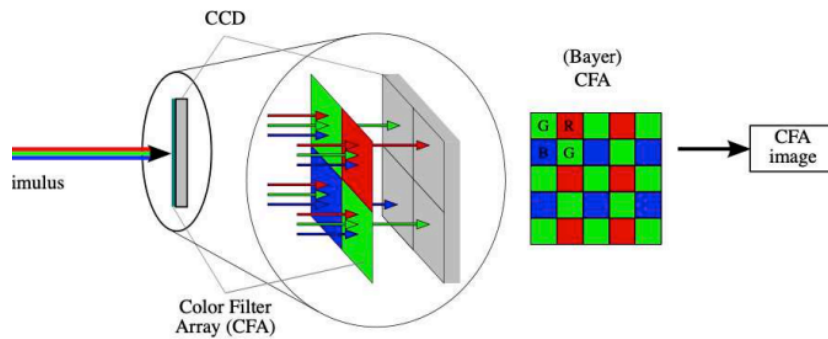 CCD
(Bayer)
CFA
G R
B G
CFA
image
imulus
Color Filter
Array (CFA)